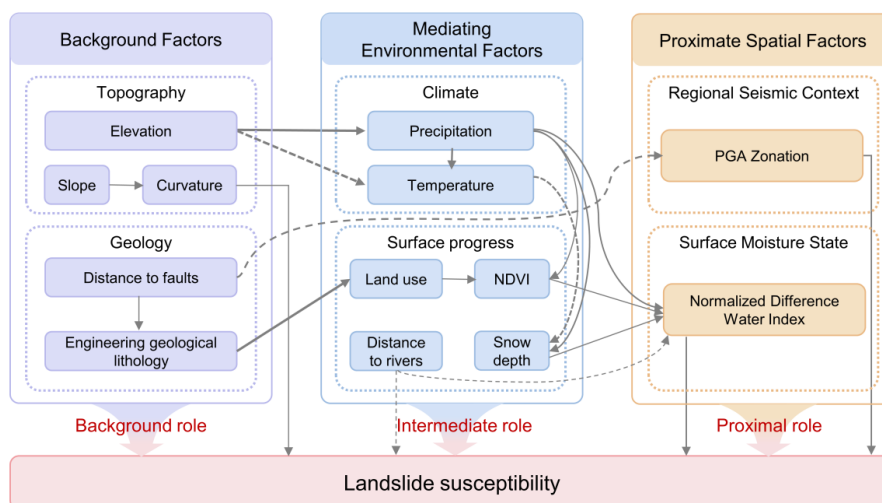 Background Factors
Topography
Elevation
Slope
Curvature
Geology
Distance to faults
Engineering geological
lithology
Background role
Mediating
Environmental Factors
Climate
Precipitation
Temperature
Surface progress
Land use
NDVI
Distance
to rivers
Snow
depth
Intermediate role
Proximate Spatial Factors
Regional Seismic Context
PGA Zonation
Surface Moisture State
Normalized Difference
Water Index
Proximal role
Landslide susceptibility